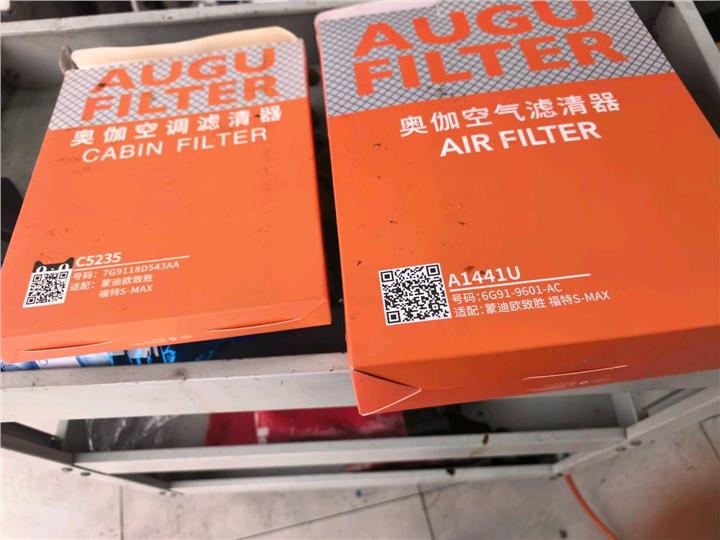 AUGU
FILTER
奥伽空调滤清器
CABIN FILTER
C5235
号码: 7G9118D543AA
适配: 蒙迪欧致胜
福特S-MAX
AUGU
FILTER
奥伽空气滤清器
AIR FILTER
A1441U
号码:6G91-9601-AC
适配:蒙迪欧致胜 福特S-MAX